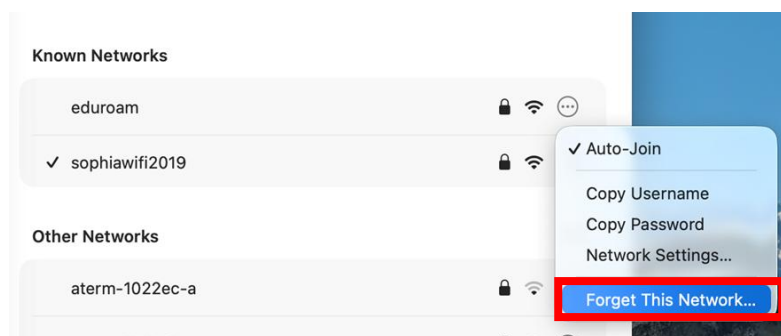 Known Networks
eduroam
✓ sophiawifi2019
✓ Auto-Join
Copy Username
Copy Password
Network Settings...
Forget This Network...
Other Networks
aterm-1022ec-a